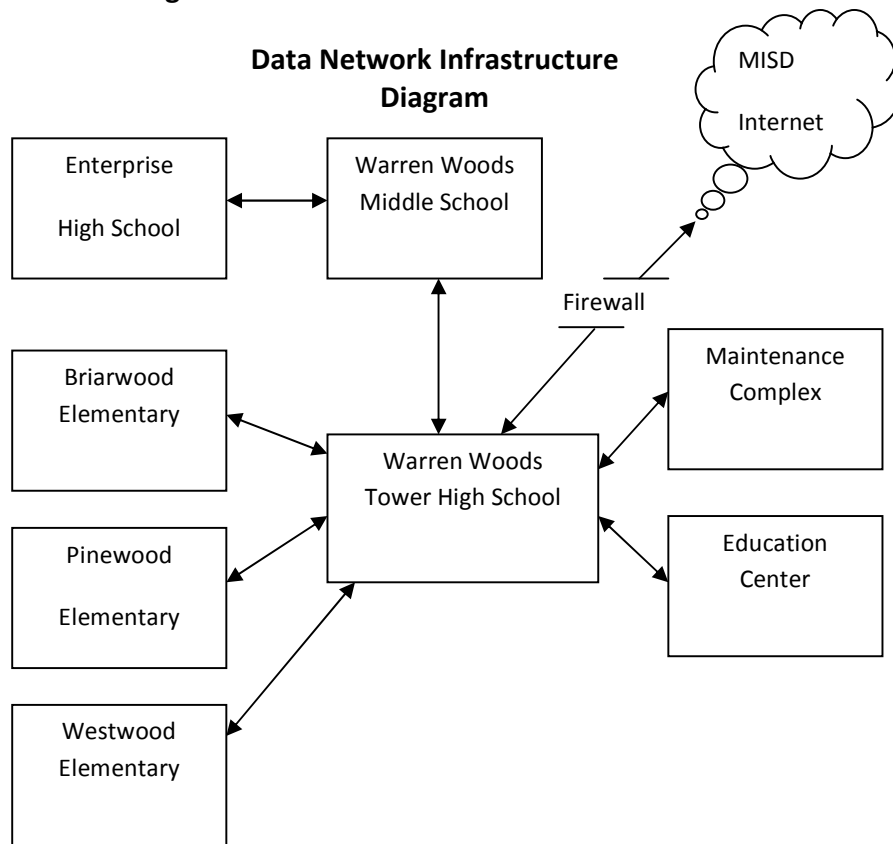 Data Network Infrastructure
Diagram
MISD
Internet
Enterprise
High School
Warren Woods
Middle School
Firewall
Briarwood
Elementary
Maintenance
Complex
Warren Woods
Tower High School
Pinewood
Elementary
Education
Center
Westwood
Elementary